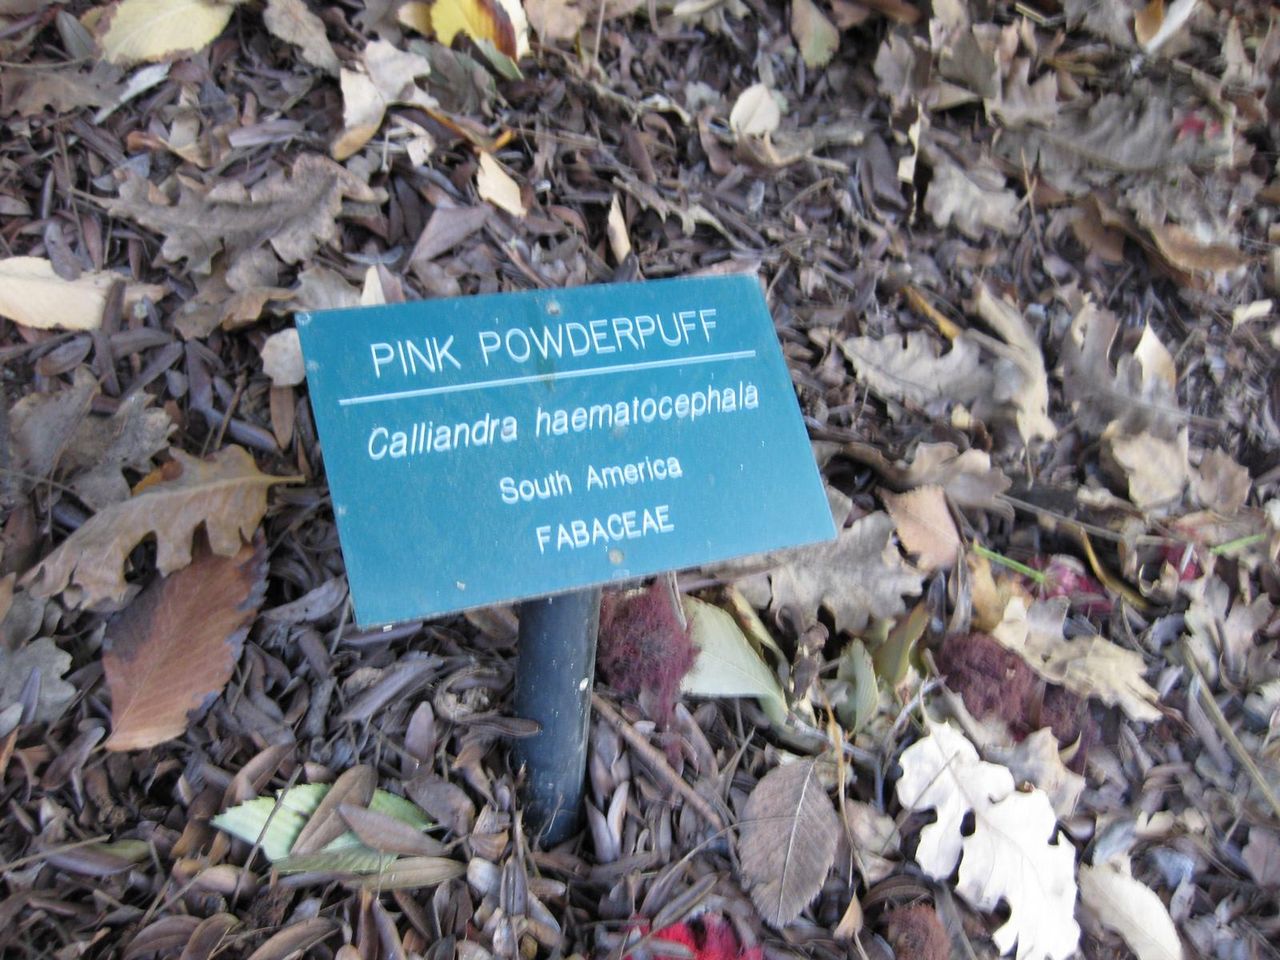 PINK POWDERPUFF
Calliandra haematocephala
South America
FABACEAE